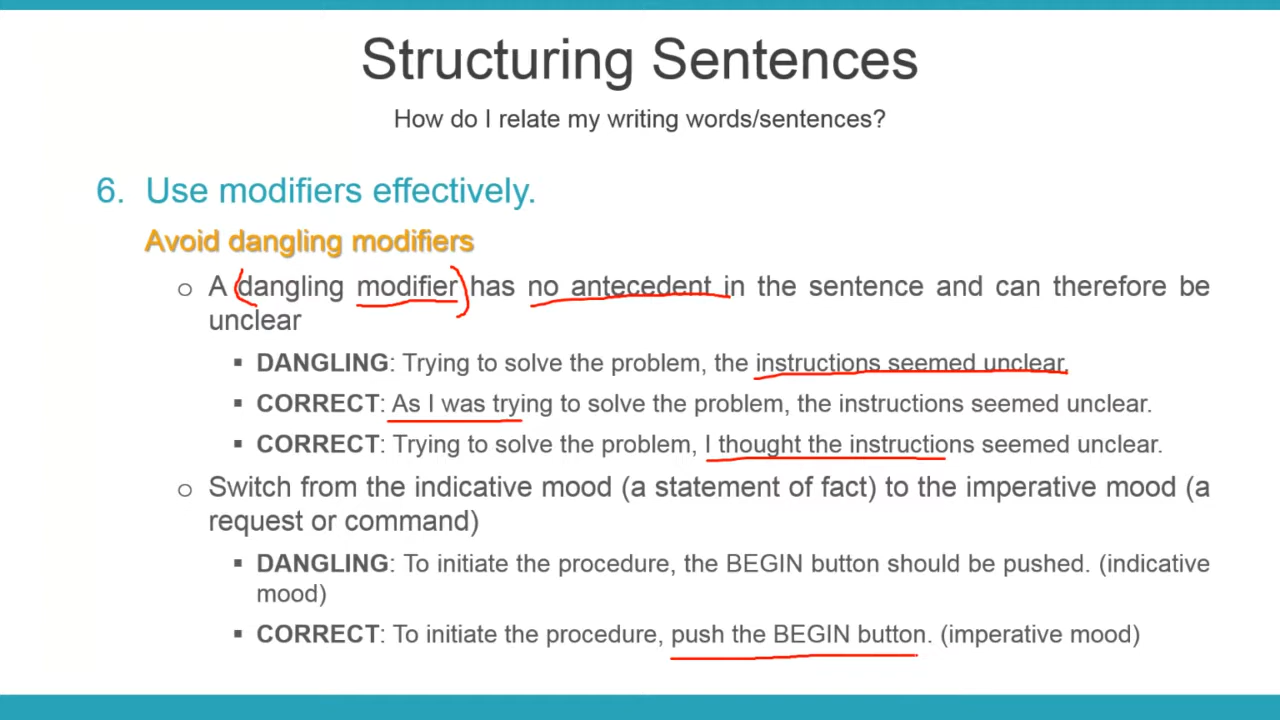 Structuring Sentences
How do I relate my writing words/sentences?
6. Use modifiers effectively.
Avoid dangling modifiers
o A dangling modifier has no antecedent in the sentence and can therefore be
unclear
▪ DANGLING: Trying to solve the problem, the instructions seemed unclear.
▪ CORRECT: As I was trying to solve the problem, the instructions seemed unclear.
▪ CORRECT: Trying to solve the problem, I thought the instructions seemed unclear.
o Switch from the indicative mood (a statement of fact) to the imperative mood (a
request or command)
▪ DANGLING: To initiate the procedure, the BEGIN button should be pushed. (indicative
mood)
▪ CORRECT: To initiate the procedure, push the BEGIN button. (imperative mood)